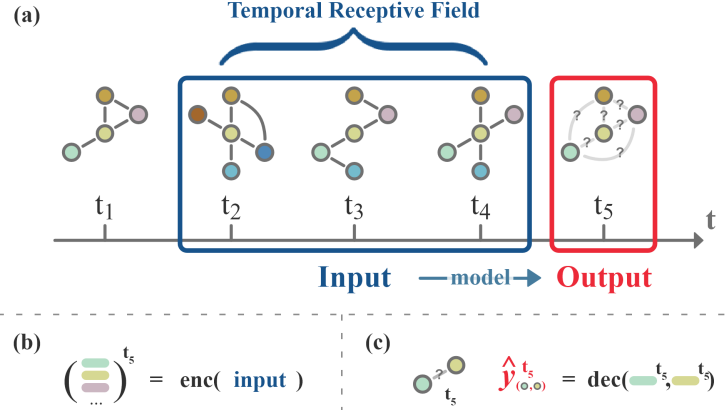 Temporal Receptive Field
(a)
? ? ? ? ? ?
t1 t2 t3 t4 t5
t
Input model Output
(b) ( ... )^t5 = enc( input )
(c) ? t5 ŷ^t5(,) = dec( t5, t5)